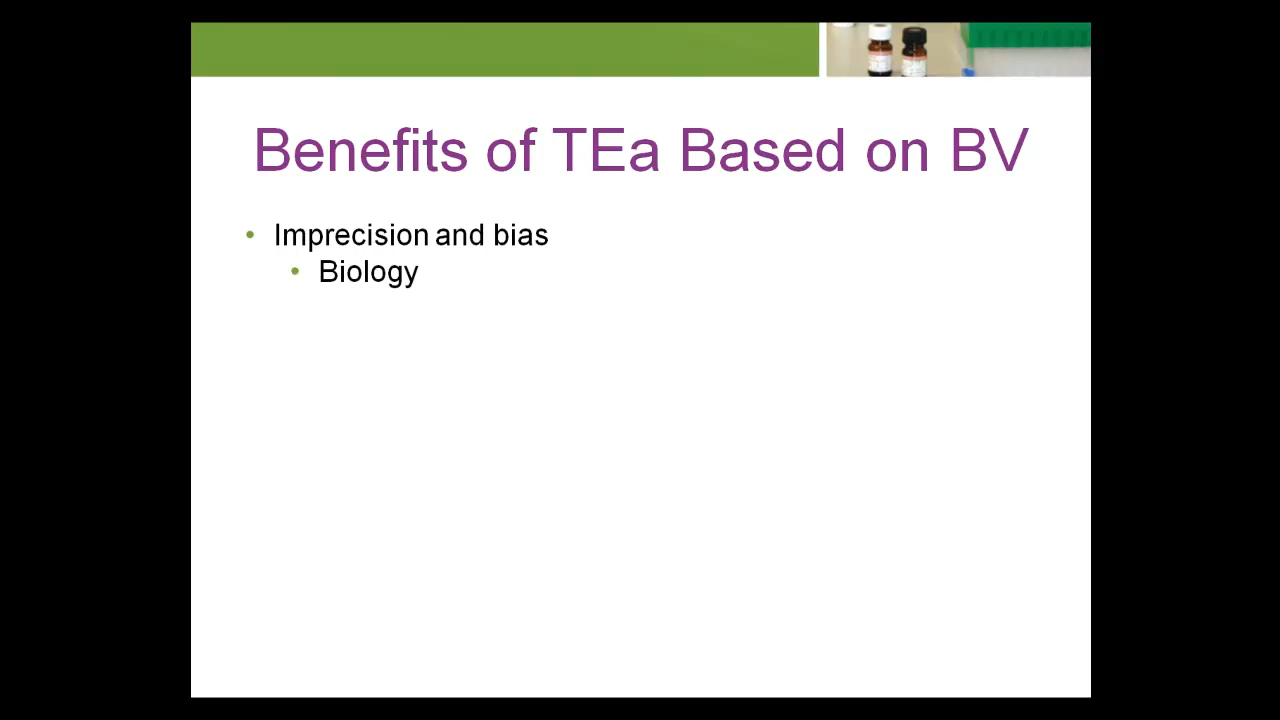 Benefits of TEa Based on BV
• Imprecision and bias
• Biology